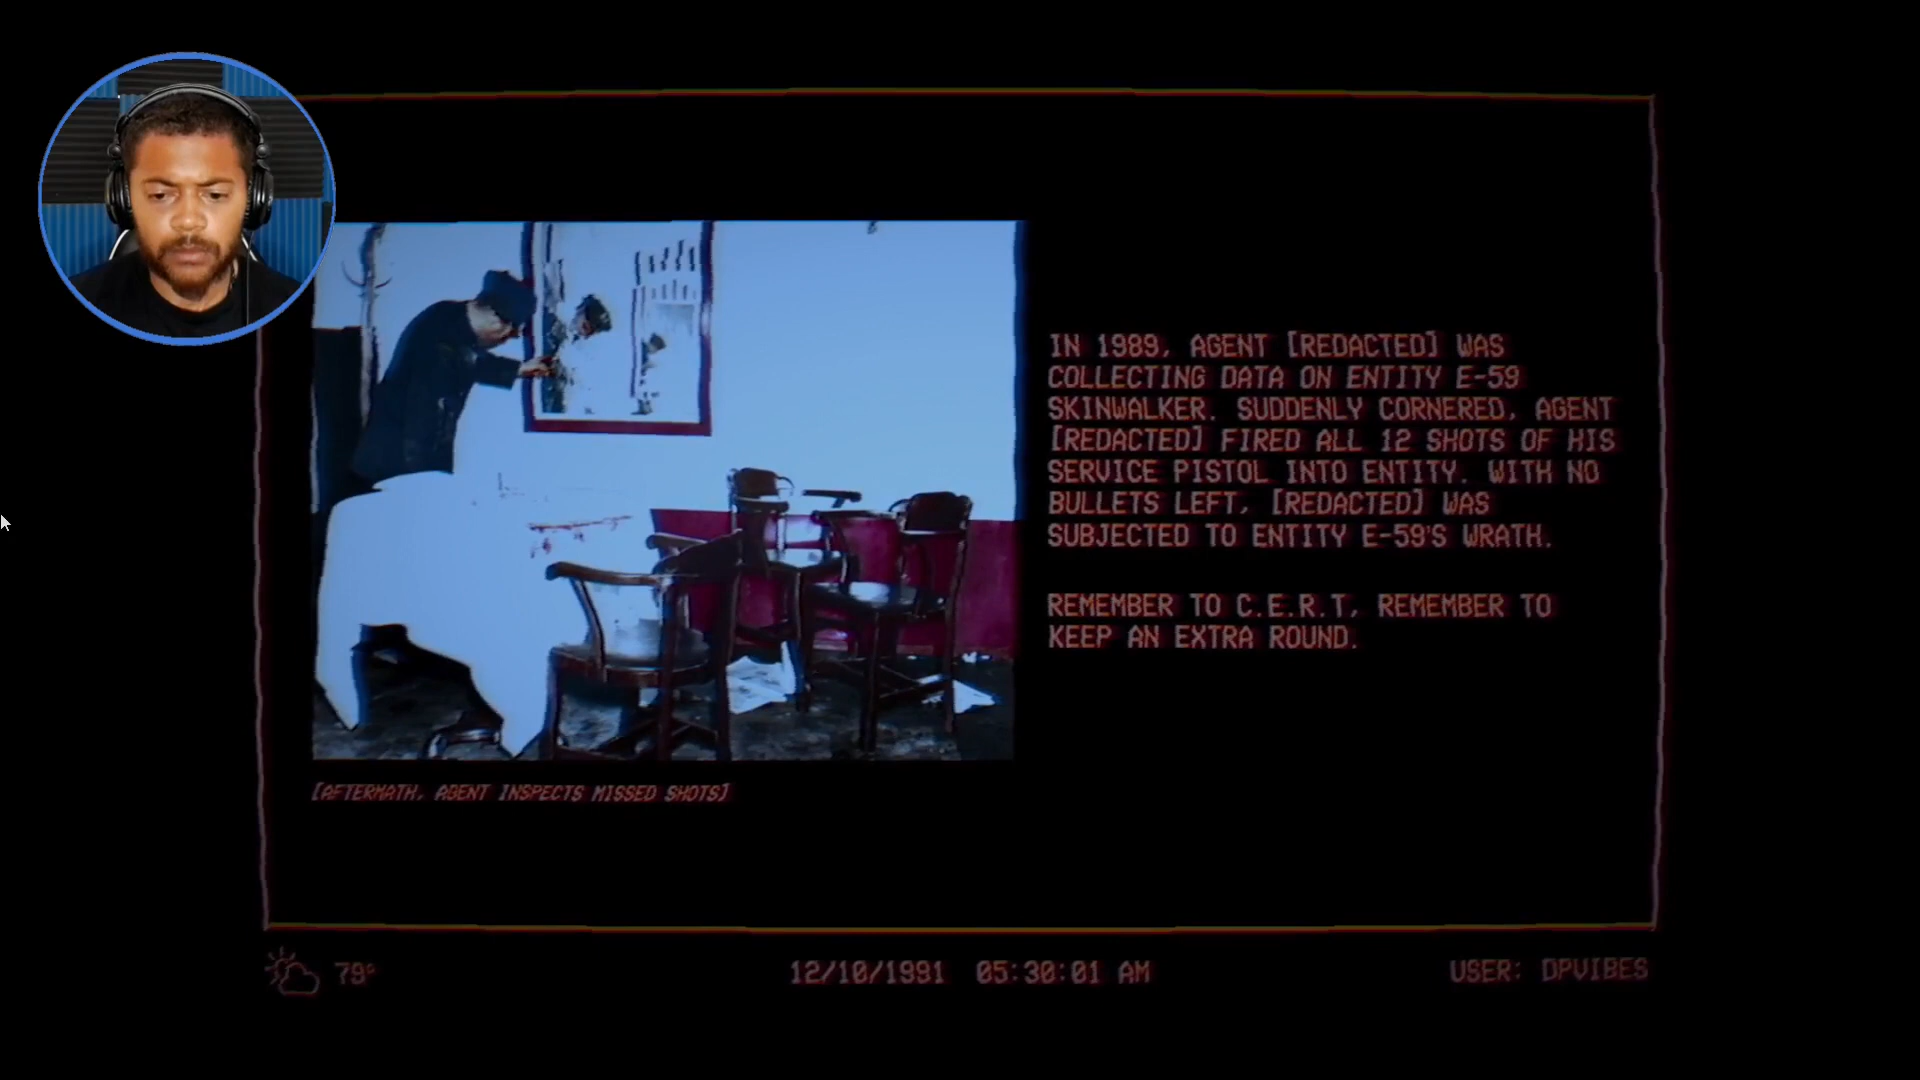 IN 1989, AGENT [REDACTED] WAS
COLLECTING DATA ON ENTITY E-59
SKINWALKER. SUDDENLY CORNERED, AGENT
[REDACTED] FIRED ALL 12 SHOTS OF HIS
SERVICE PISTOL INTO ENTITY. WITH NO
BULLETS LEFT, [REDACTED] WAS
SUBJECTED TO ENTITY E-59'S WRATH.
REMEMBER TO C.E.R.T, REMEMBER TO
KEEP AN EXTRA ROUND.
[AFTERMATH, AGENT INSPECTS MISSED SHOTS]
79°
12/10/1991 05:30:01 AM
USER: DPVIBES